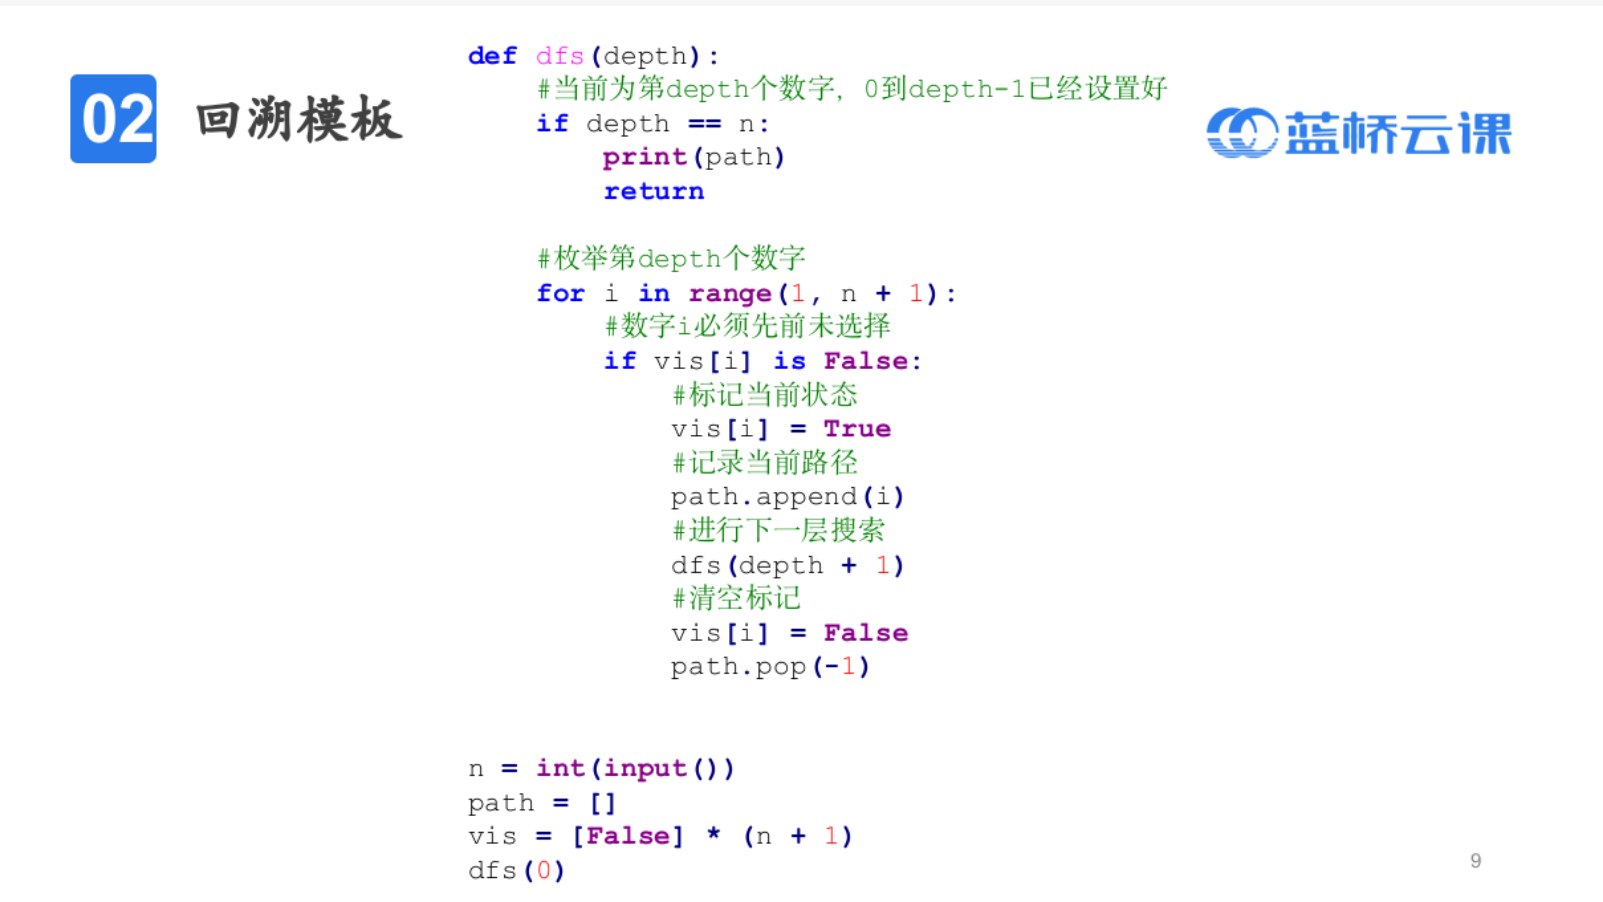 02 回溯模板
蓝桥云课
def dfs(depth):
    #当前为第depth个数字，0到depth-1已经设置好
    if depth == n:
        print(path)
        return
    #枚举第depth个数字
    for i in range(1, n + 1):
        #数字i必须先前未选择
        if vis[i] is False:
            #标记当前状态
            vis[i] = True
            #记录当前路径
            path.append(i)
            #进行下一层搜索
            dfs(depth + 1)
            #清空标记
            vis[i] = False
            path.pop(-1)
n = int(input())
path = []
vis = [False] * (n + 1)
dfs(0)
9